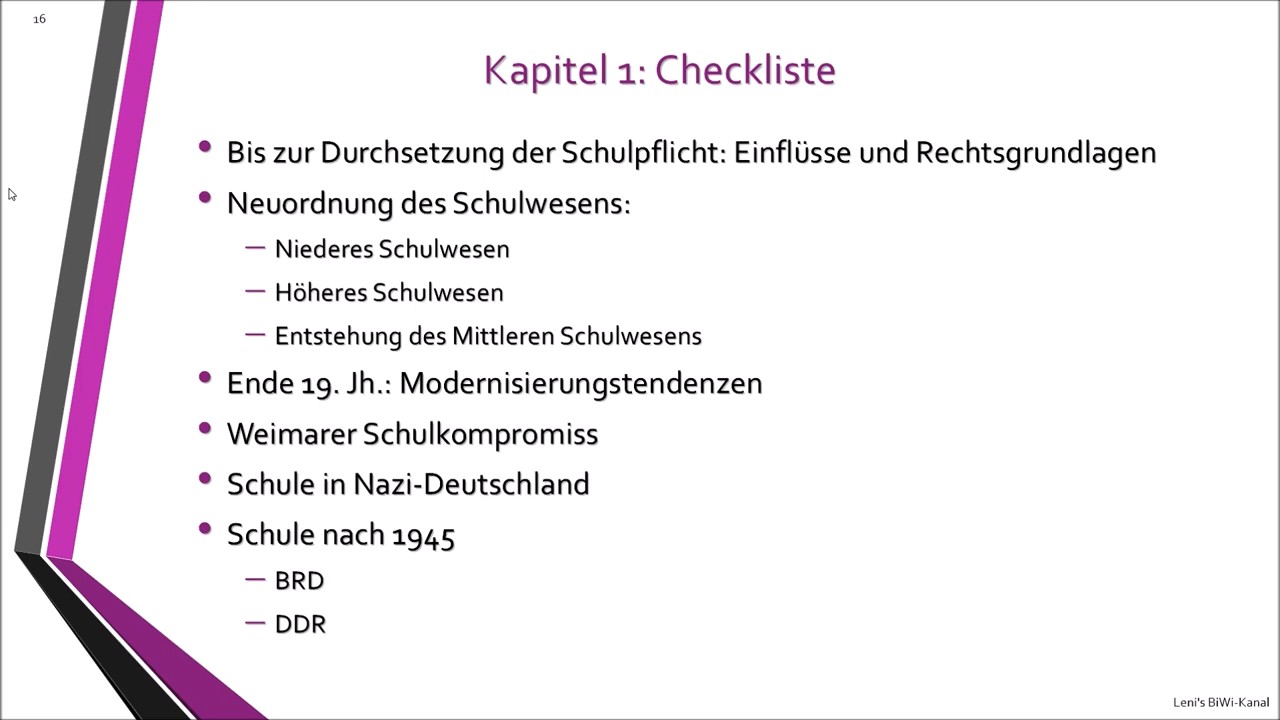 16
Kapitel 1: Checkliste
• Bis zur Durchsetzung der Schulpflicht: Einflüsse und Rechtsgrundlagen
• Neuordnung des Schulwesens:
— Niederes Schulwesen
— Höheres Schulwesen
— Entstehung des Mittleren Schulwesens
• Ende 19. Jh.: Modernisierungstendenzen
• Weimarer Schulkompromiss
• Schule in Nazi-Deutschland
• Schule nach 1945
— BRD
— DDR
Leni's BiWi-Kanal